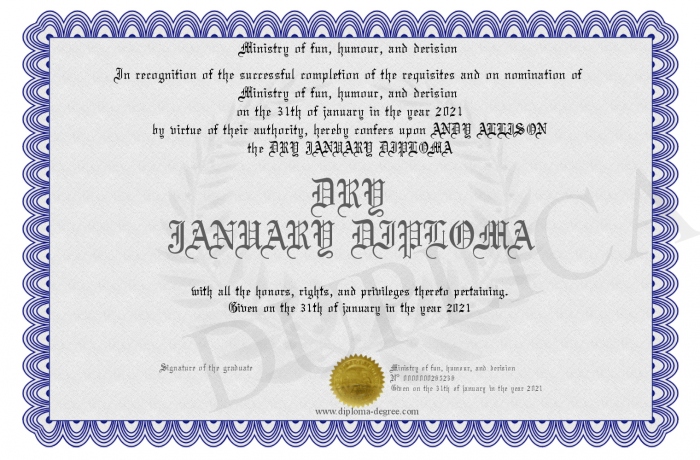 Ministry of fun, humour, and derision
In recognition of the successful completion of the requisites and on nomination of
Ministry of fun, humour, and derision
on the 31th of january in the year 2021
by virtue of their authority, hereby confers upon ANDY ALLISON
the DRY JANUARY DIPLOMA
DRY
JANUARY DIPLOMA
DUPLICA
with all the honors, rights, and privileges thereto pertaining.
Given on the 31th of january in the year 2021
Signature of the graduate
Ministry of fun, humour, and derision
Given on the 31th of january in the year 2021
www.diploma-degree.com